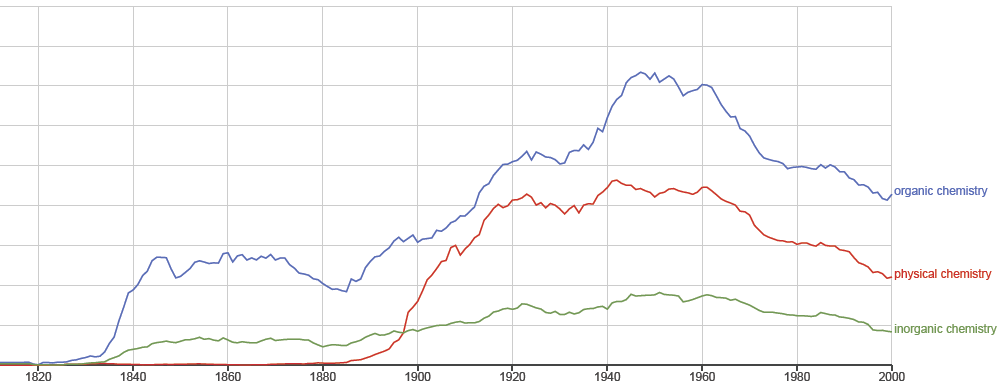 organic chemistry
physical chemistry
inorganic chemistry
1820 1840 1860 1880 1900 1920 1940 1960 1980 2000